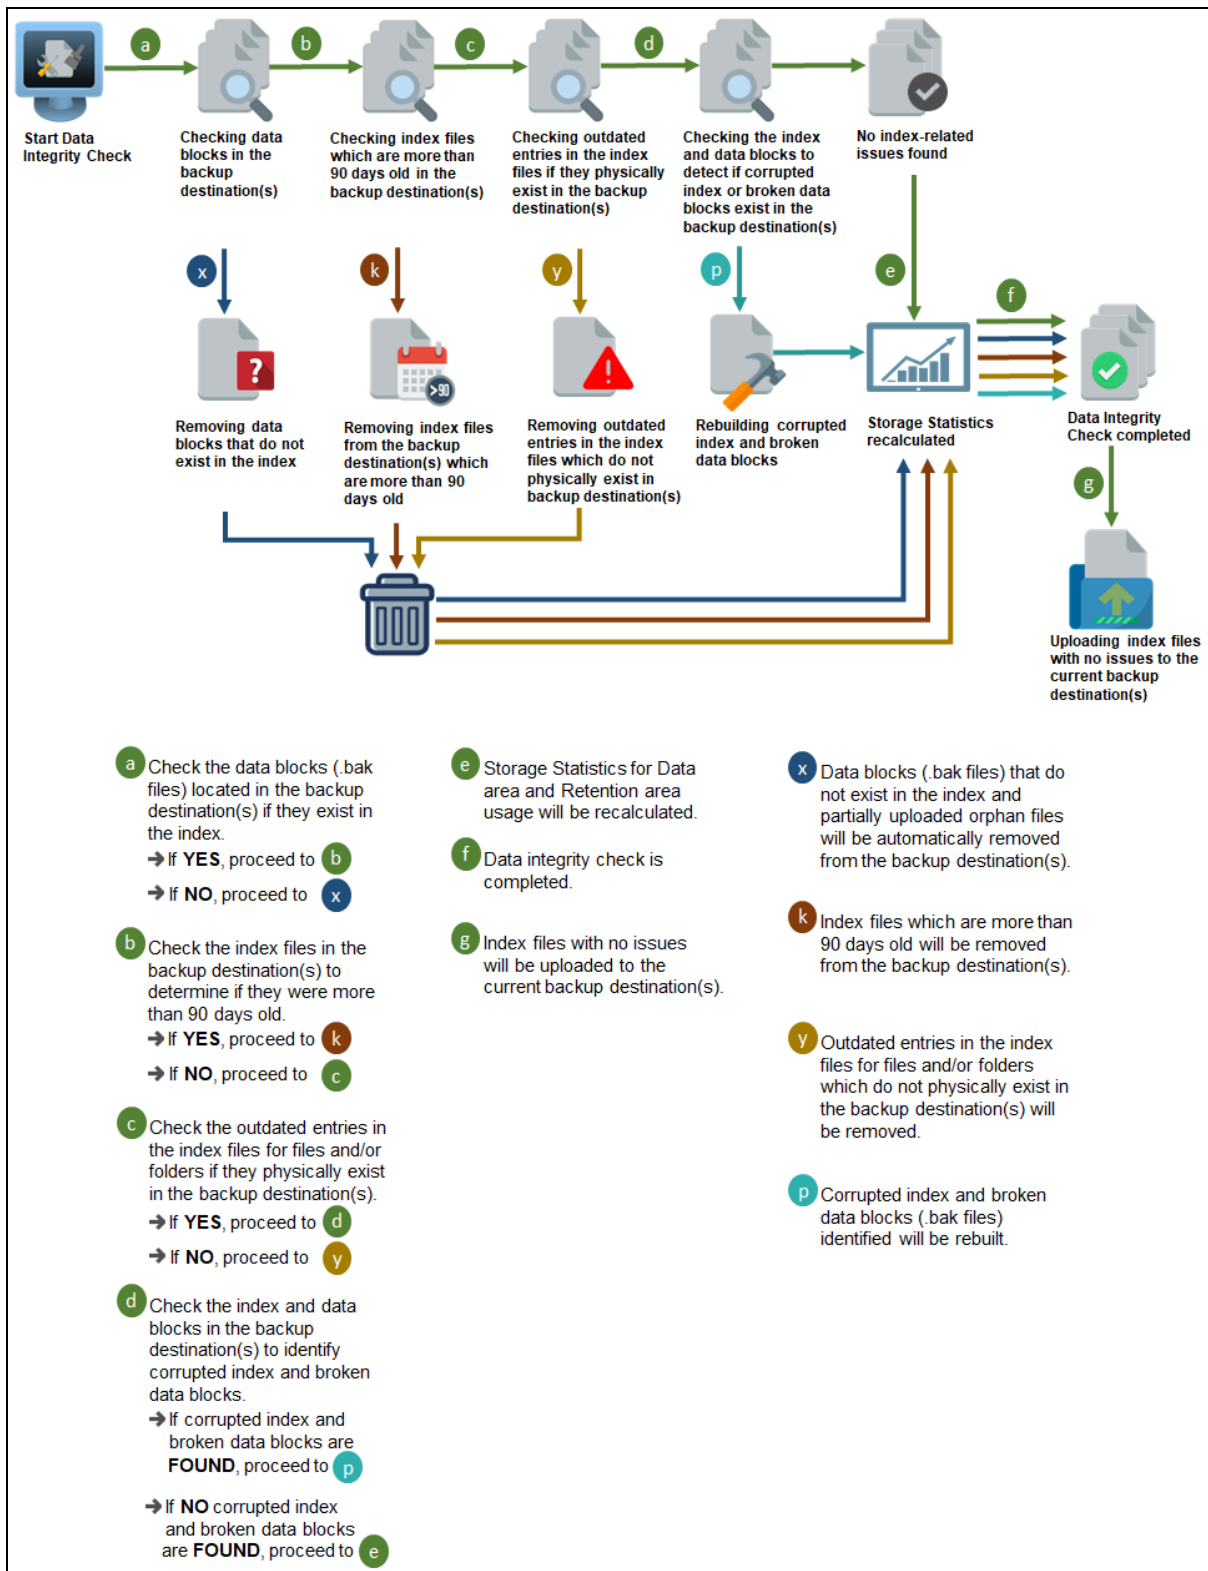 a
b
c
d
Start Data
Integrity Check
Checking data
blocks in the
backup
destination(s)
Checking index files
which are more than
90 days old in the
backup destination(s)
Checking outdated
entries in the index
files if they physically
exist in the backup
destination(s)
Checking the index
and data blocks to
detect if corrupted
index or broken data
blocks exist in the
backup destination(s)
No index-related
issues found
x
k
y
p
e
f
?
>90
!
Removing data
blocks that do not
exist in the index
Removing index files
from the backup
destination(s) which
are more than 90
days old
Removing outdated
entries in the index
files which do not
physically exist in
backup destination(s)
Rebuilding corrupted
index and broken
data blocks
Storage Statistics
recalculated
Data Integrity
Check completed
g
Uploading index files
with no issues to the
current backup
destination(s)
a Check the data blocks (.bak
files) located in the backup
destination(s) if they exist in
the index.
➔ If YES, proceed to b
➔ If NO, proceed to x
b Check the index files in the
backup destination(s) to
determine if they were more
than 90 days old.
➔ If YES, proceed to k
➔ If NO, proceed to c
c Check the outdated entries in
the index files for files and/or
folders if they physically exist
in the backup destination(s).
➔ If YES, proceed to d
➔ If NO, proceed to y
d Check the index and data
blocks in the backup
destination(s) to identify
corrupted index and broken
data blocks.
➔ If corrupted index and
broken data blocks are
FOUND, proceed to p
➔ If NO corrupted index
and broken data blocks
are FOUND, proceed to e
e Storage Statistics for Data
area and Retention area
usage will be recalculated.
f Data integrity check is
completed.
g Index files with no issues
will be uploaded to the
current backup destination(s).
x Data blocks (.bak files) that do
not exist in the index and
partially uploaded orphan files
will be automatically removed
from the backup destination(s).
k Index files which are more than
90 days old will be removed
from the backup destination(s).
y Outdated entries in the index
files for files and/or folders
which do not physically exist in
the backup destination(s) will
be removed.
p Corrupted index and broken
data blocks (.bak files)
identified will be rebuilt.